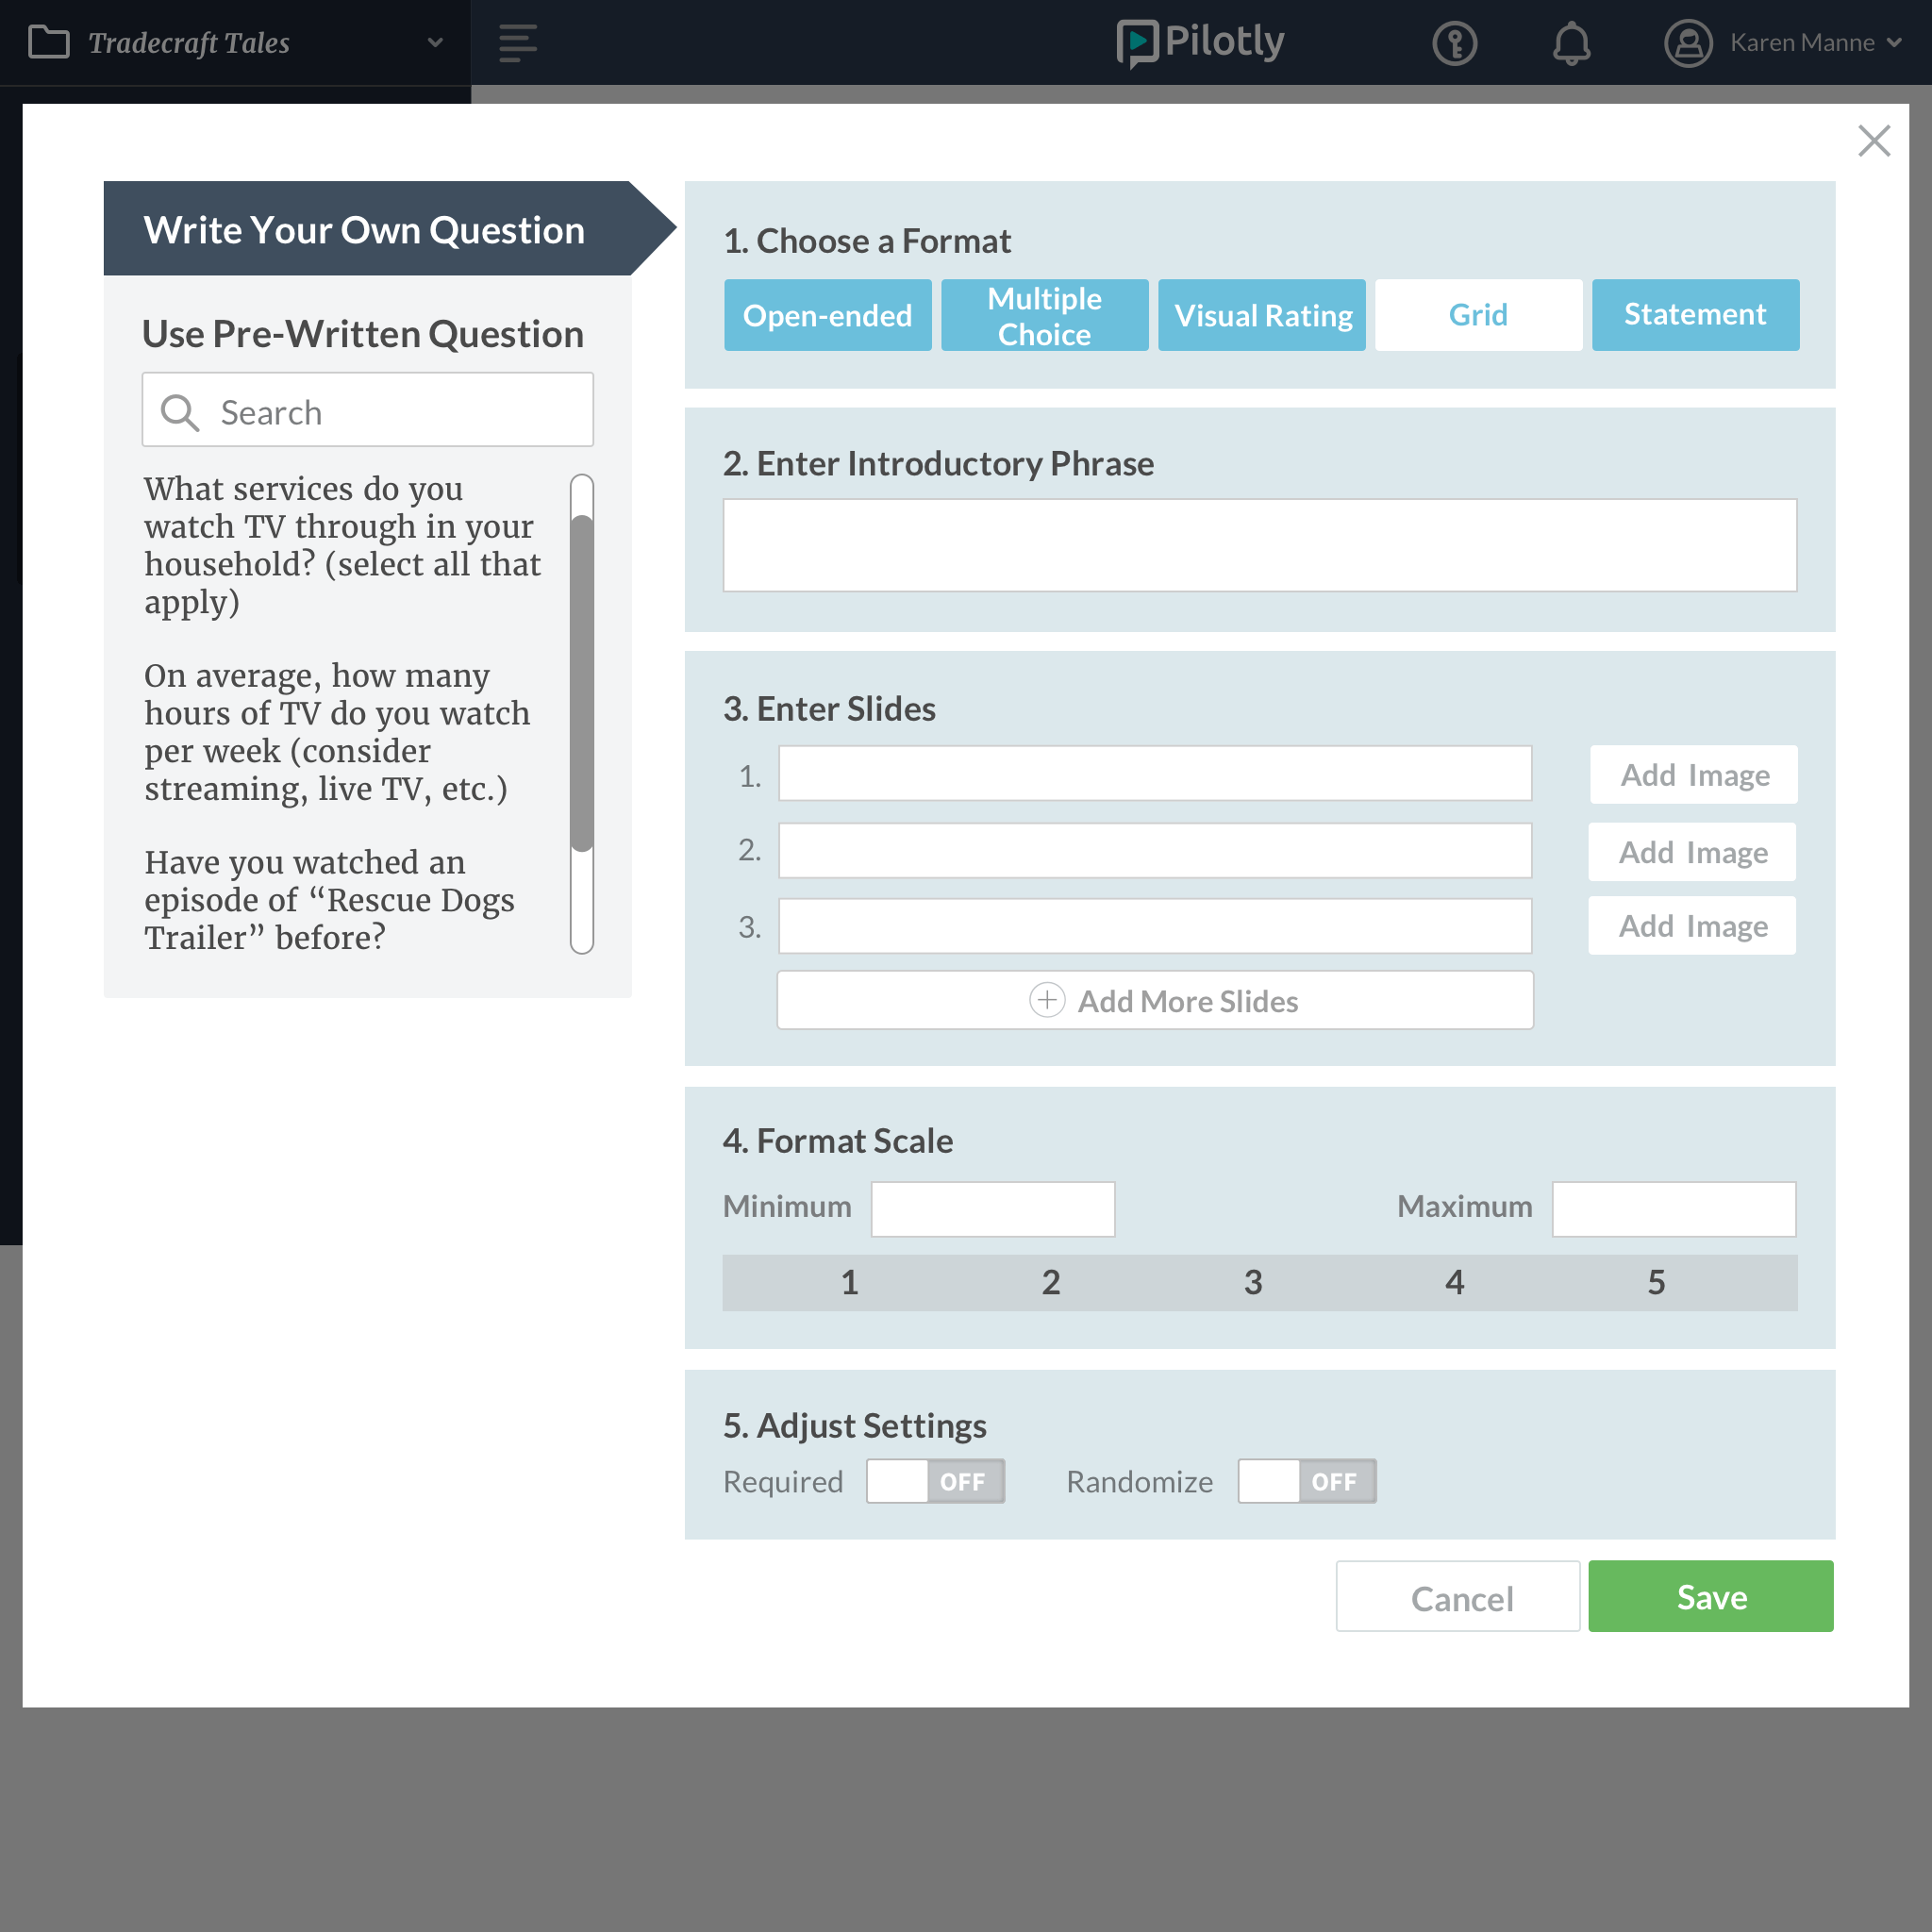 Tradecraft Tales
Pilotly
Karen Manne
Write Your Own Question
Use Pre-Written Question
Search
What services do you
watch TV through in your
household? (select all that
apply)
On average, how many
hours of TV do you watch
per week (consider
streaming, live TV, etc.)
Have you watched an
episode of “Rescue Dogs
Trailer” before?
1. Choose a Format
Open-ended
Multiple
Choice
Visual Rating
Grid
Statement
2. Enter Introductory Phrase
3. Enter Slides
1.
Add Image
2.
Add Image
3.
Add Image
Add More Slides
4. Format Scale
Minimum
Maximum
1 2 3 4 5
5. Adjust Settings
Required OFF Randomize OFF
Cancel
Save